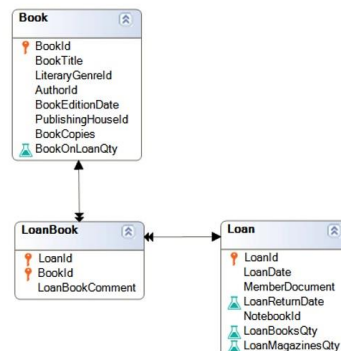 Book
BookId
BookTitle
LiteraryGenreId
AuthorId
BookEditionDate
PublishingHouseId
BookCopies
BookOnLoanQty
LoanBook
LoanId
BookId
LoanBookComment
Loan
LoanId
LoanDate
MemberDocument
LoanReturnDate
NotebookId
LoanBooksQty
LoanMagazinesQty